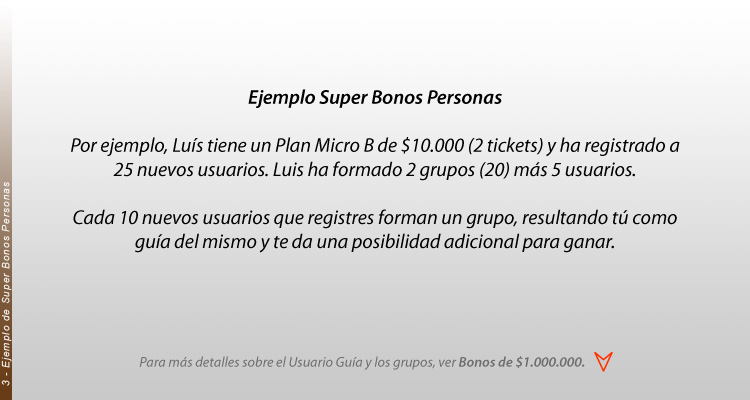 Ejemplo Super Bonos Personas
Por ejemplo, Luís tiene un Plan Micro B de $10.000 (2 tickets) y ha registrado a
25 nuevos usuarios. Luis ha formado 2 grupos (20) más 5 usuarios.
Cada 10 nuevos usuarios que registres forman un grupo, resultando tú como
guía del mismo y te da una posibilidad adicional para ganar.
Para más detalles sobre el Usuario Guía y los grupos, ver Bonos de $1.000.000.
3 - Ejemplo de Super Bonos Personas